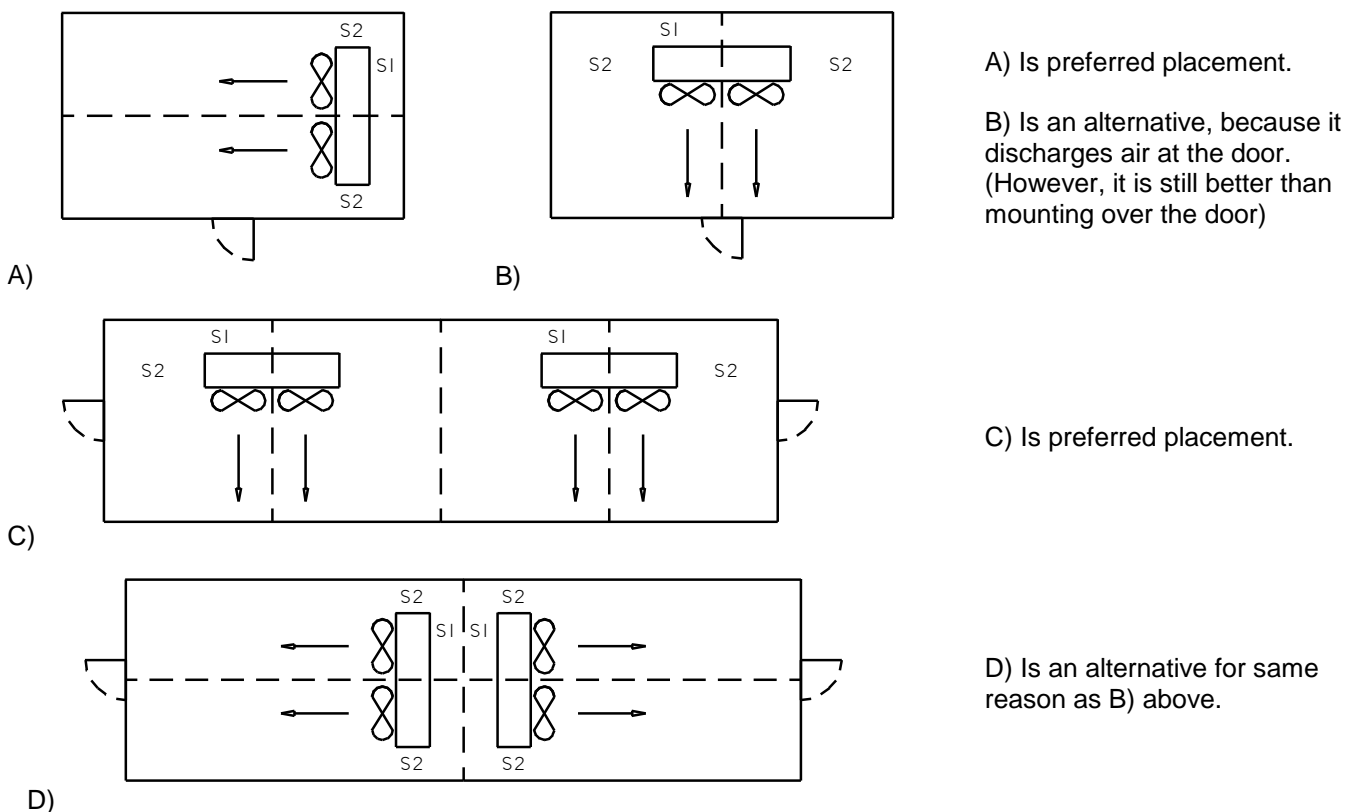 S2
S1
S2
A)
S1
S2
S2
B)
A) Is preferred placement.
B) Is an alternative, because it
discharges air at the door.
(However, it is still better than
mounting over the door)
S1
S2
S1
S2
C)
C) Is preferred placement.
S2
S2
S1
S1
S2
S2
D)
D) Is an alternative for same
reason as B) above.